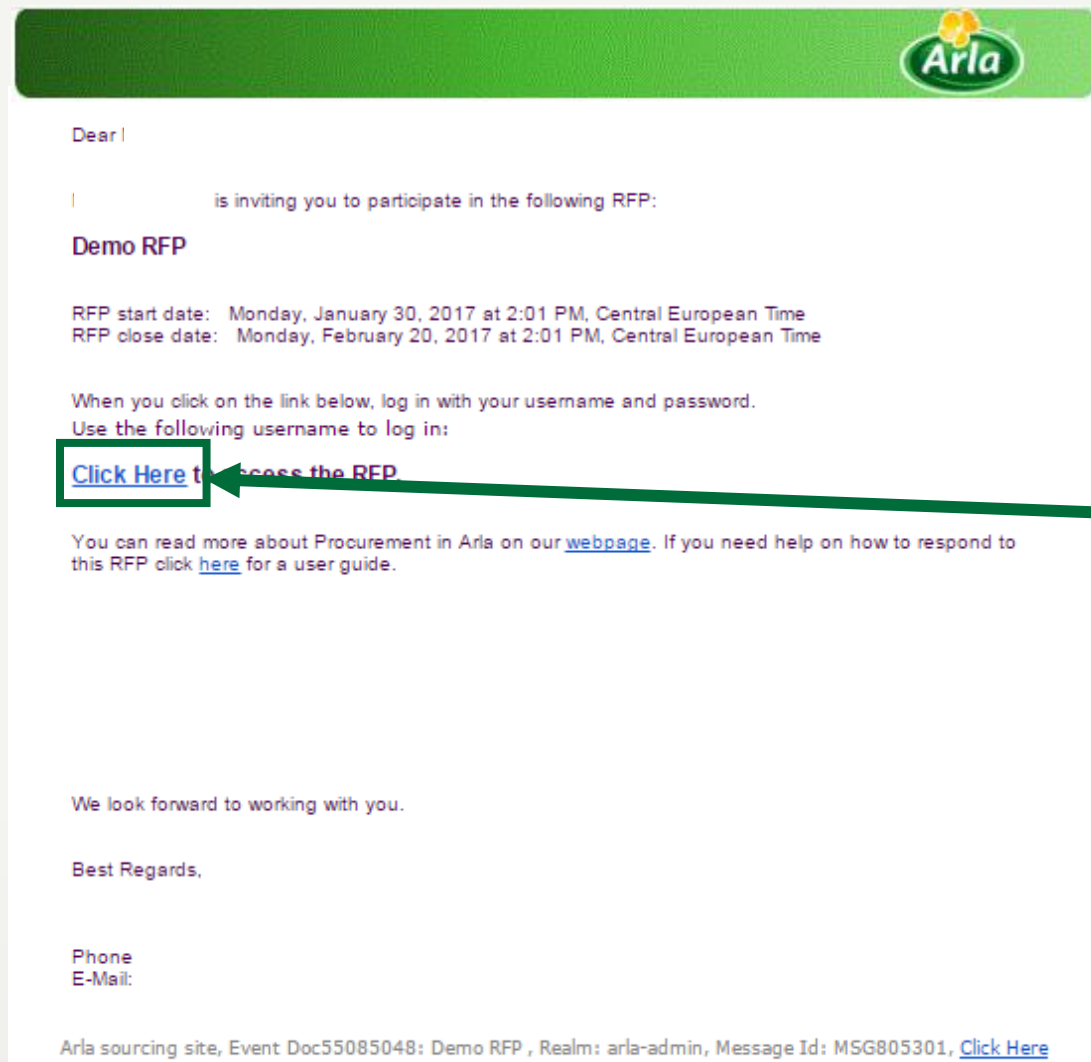 Arla
Dear
is inviting you to participate in the following RFP:
Demo RFP
RFP start date: Monday, January 30, 2017 at 2:01 PM, Central European Time
RFP close date: Monday, February 20, 2017 at 2:01 PM, Central European Time
When you click on the link below, log in with your username and password.
Use the following username to log in:
Click Here to access the RFP.
You can read more about Procurement in Arla on our webpage. If you need help on how to respond to
this RFP click here for a user guide.
We look forward to working with you.
Best Regards,
Phone
E-Mail:
Arla sourcing site, Event Doc55085048: Demo RFP , Realm: arla-admin, Message Id: MSG805301, Click Here